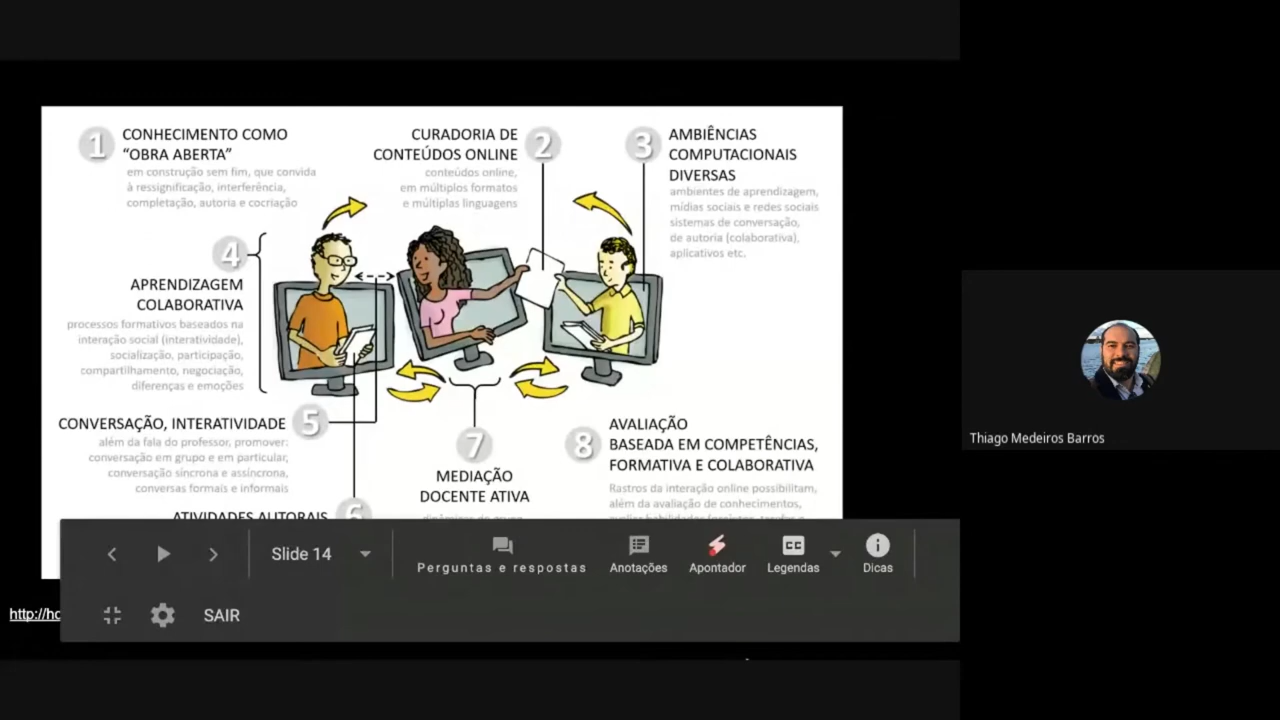 1
CONHECIMENTO COMO
“OBRA ABERTA”
em construção sem fim, que convida
à ressignificação, interferência,
completação, autoria e cocriação
CURADORIA DE
CONTEÚDOS ONLINE
2
conteúdos online,
em múltiplos formatos
e múltiplas linguagens
3
AMBIÊNCIAS
COMPUTACIONAIS
DIVERSAS
ambientes de aprendizagem,
mídias sociais e redes sociais
sistemas de conversação,
de autoria (colaborativa),
aplicativos etc.
4
APRENDIZAGEM
COLABORATIVA
processos formativos baseados na
interação social (interatividade),
socialização, participação,
compartilhamento, negociação,
diferenças e emoções
CONVERSAÇÃO, INTERATIVIDADE
5
além da fala do professor, promover:
conversação em grupo e em particular,
conversação síncrona e assíncrona,
conversas formais e informais
ATIVIDADES AUTORAIS
6
7
MEDIAÇÃO
DOCENTE ATIVA
8
AVALIAÇÃO
BASEADA EM COMPETÊNCIAS,
FORMATIVA E COLABORATIVA
Rastros da interação online possibilitam,
além da avaliação de conhecimentos,
Thiago Medeiros Barros
Slide 14
Perguntas e respostas
Anotações
Apontador
CC
Legendas
Dicas
http://hc
SAIR